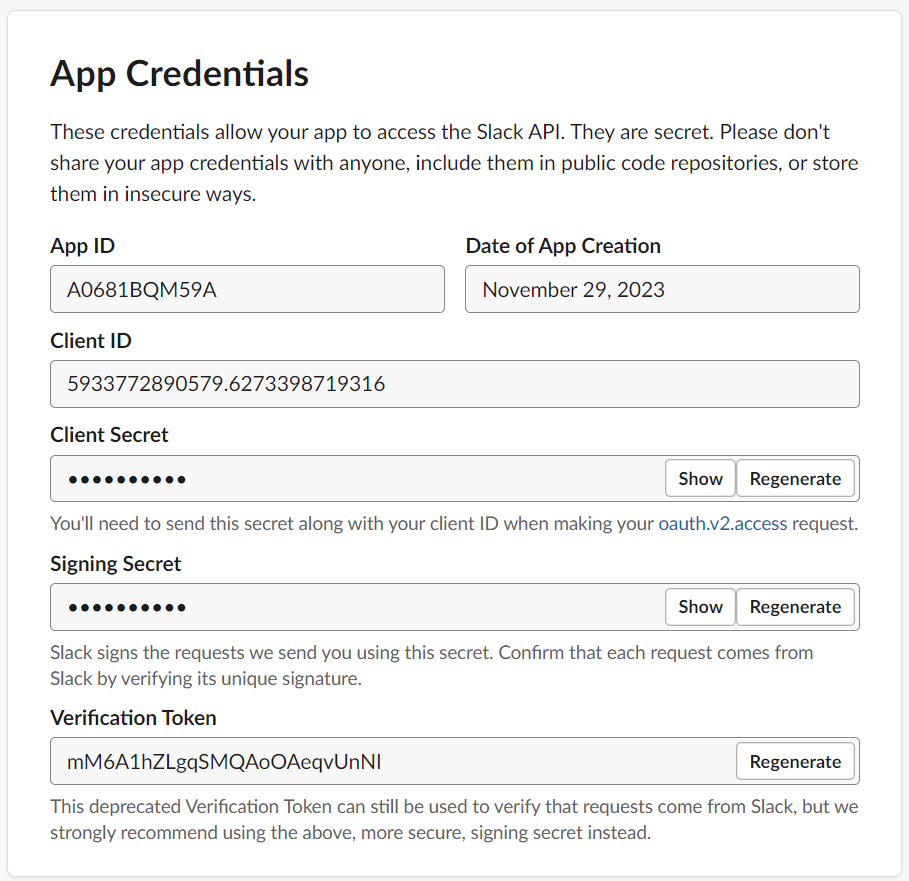 App Credentials
These credentials allow your app to access the Slack API. They are secret. Please don't
share your app credentials with anyone, include them in public code repositories, or store
them in insecure ways.
App ID
Date of App Creation
A0681BQM59A
November 29, 2023
Client ID
5933772890579.6273398719316
Client Secret
••••••••••
Show
Regenerate
You'll need to send this secret along with your client ID when making your oauth.v2.access request.
Signing Secret
••••••••••
Show
Regenerate
Slack signs the requests we send you using this secret. Confirm that each request comes from
Slack by verifying its unique signature.
Verification Token
mM6A1hZLgqSMQAoOAeqvUnNI
Regenerate
This deprecated Verification Token can still be used to verify that requests come from Slack, but we
strongly recommend using the above, more secure, signing secret instead.